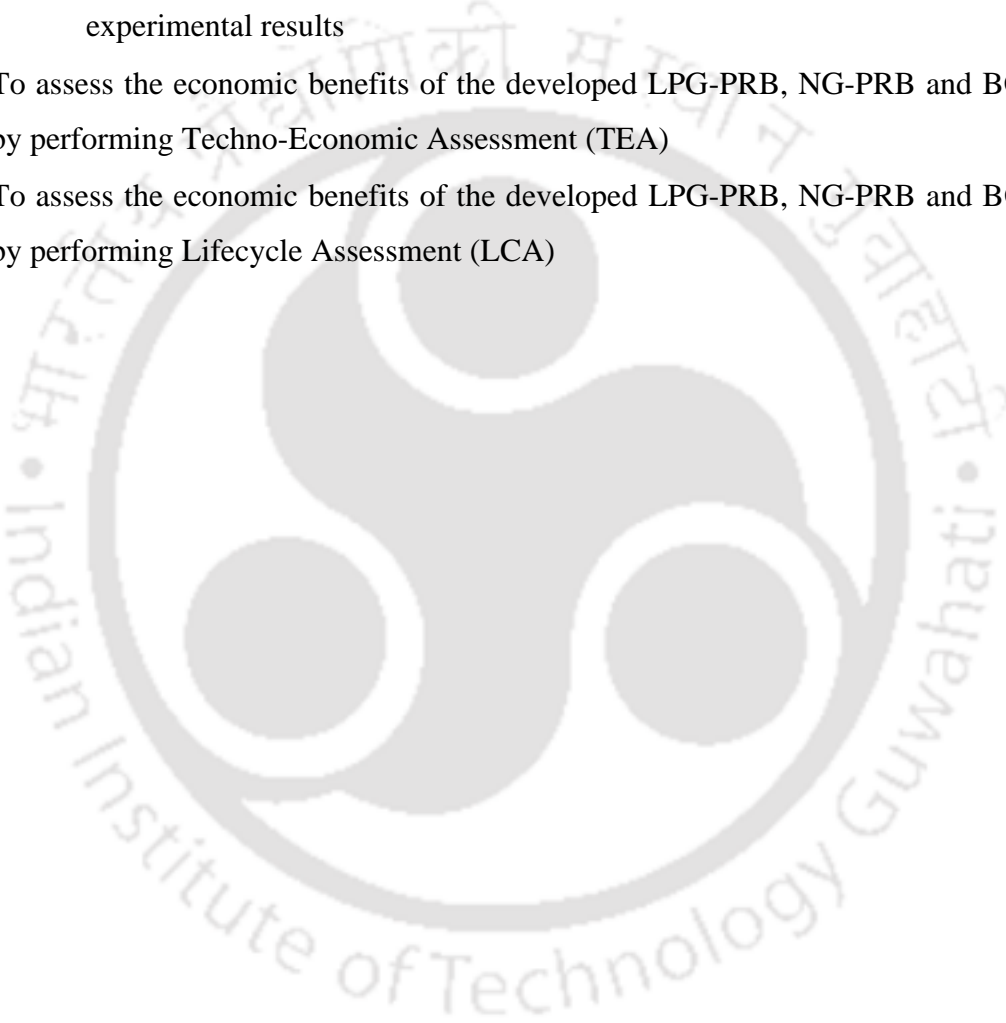 experimental results
To assess the economic benefits of the developed LPG-PRB, NG-PRB and
by performing Techno-Economic Assessment (TEA)
To assess the economic benefits of the developed LPG-PRB, NG-PRB and
by performing Lifecycle Assessment (LCA)
Indian Institute of Technology Guwahati